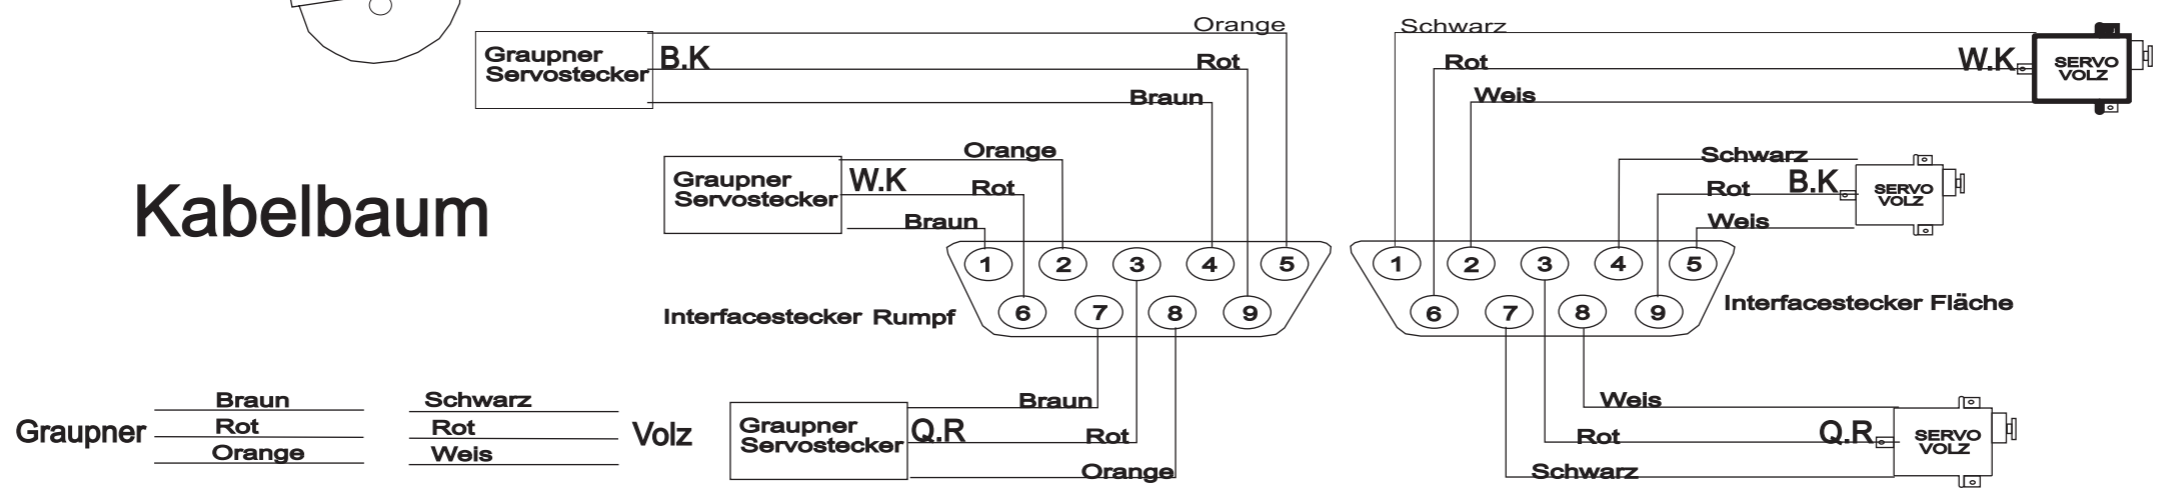 Orange
Schwarz
Graupner
Servostecker
B.K
Rot
Rot
W.K
SERVO
VOLZ
Braun
Weis
Orange
Schwarz
Graupner
Servostecker
W.K
Rot
Rot
B.K
SERVO
VOLZ
Braun
Weis
Kabelbaum
1 2 3 4 5
1 2 3 4 5
6 7 8 9
6 7 8 9
Interfacestecker Rumpf
Interfacestecker Fläche
Graupner
Braun
Rot
Orange
Schwarz
Rot
Weis
Volz
Graupner
Servostecker
Q.R
Braun
Rot
Orange
Weis
Rot
Schwarz
Q.R
SERVO
VOLZ